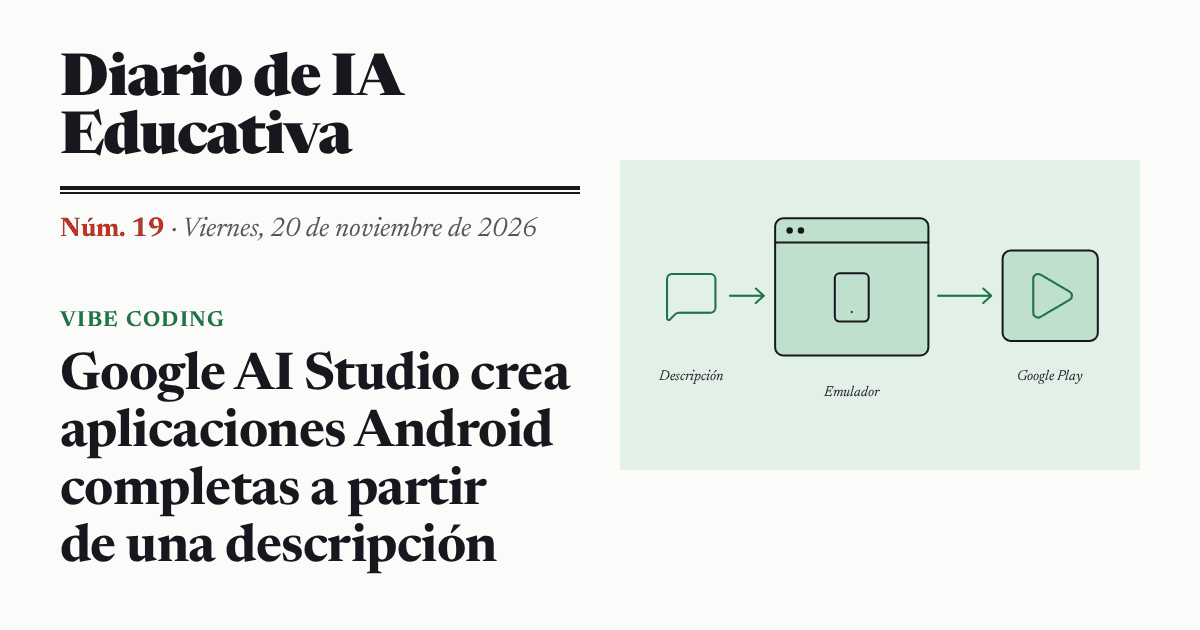 Diario de IA
Educativa
Núm. 19 · Viernes, 20 de noviembre de 2026
VIBE CODING
Google AI Studio crea
aplicaciones Android
completas a partir
de una descripción
Descripción
Emulador
Google Play